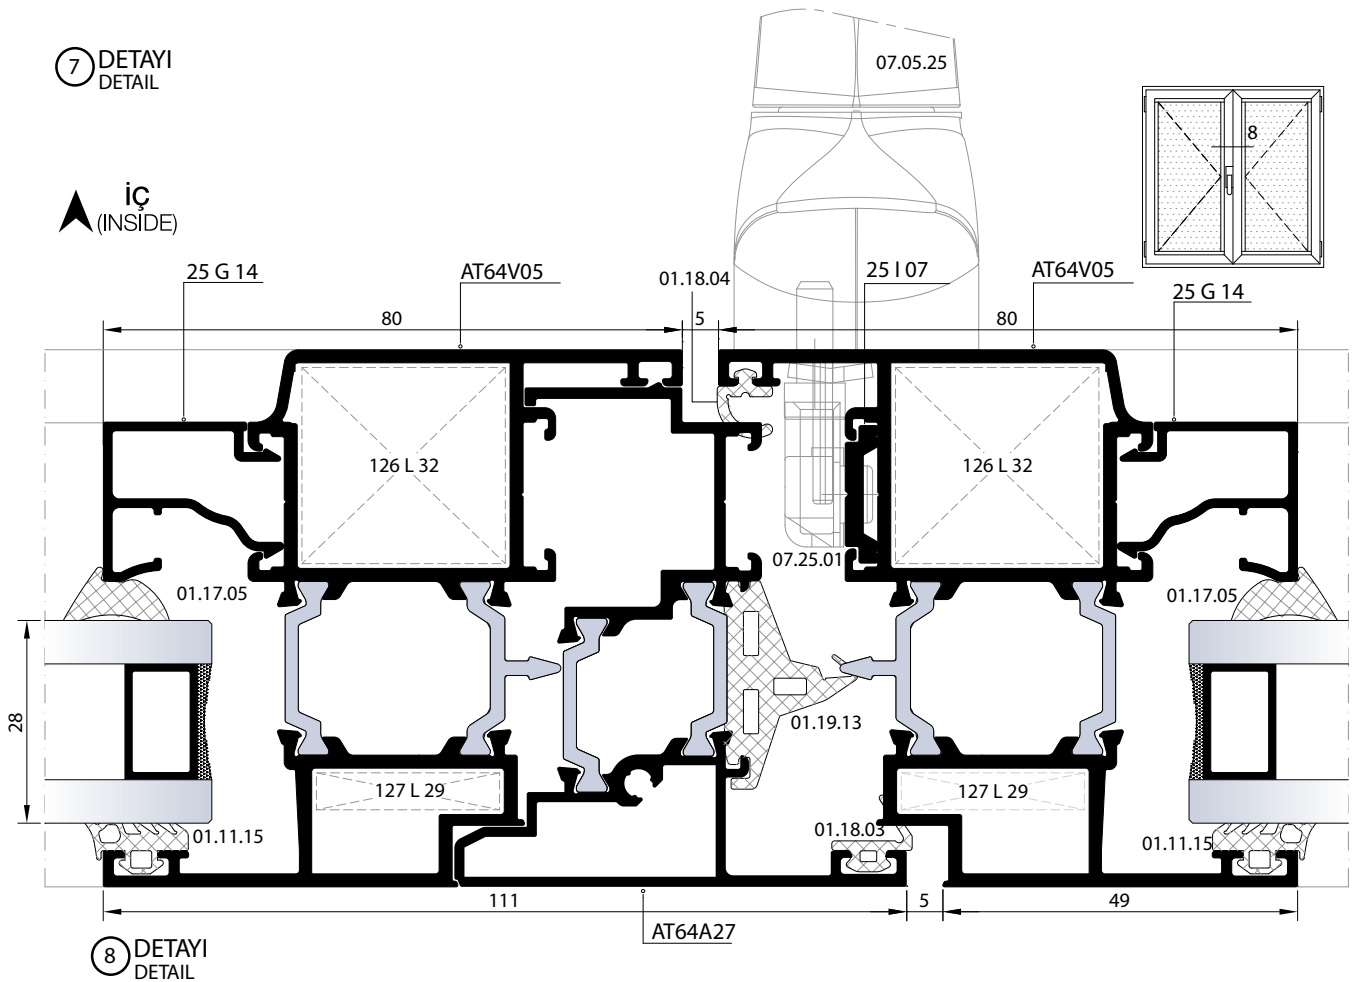 7 DETAYI
DETAIL
07.05.25
8
iç
(INSIDE)
25 G 14
AT64V05
01.18.04
25 I 07
AT64V05
25 G 14
80
5
80
126 L 32
126 L 32
07.25.01
01.17.05
01.17.05
28
01.19.13
127 L 29
127 L 29
01.11.15
01.18.03
01.11.15
111
5
49
AT64A27
8 DETAYI
DETAIL